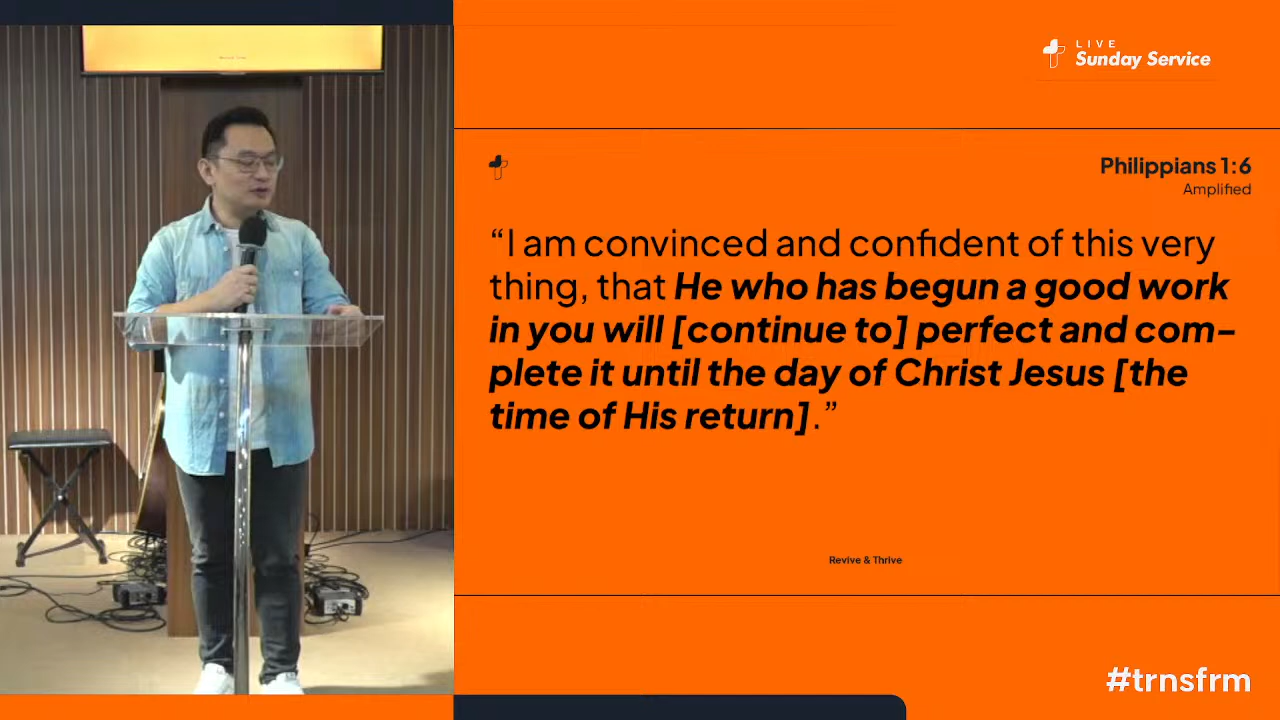 LIVE
Sunday Service
Philippians 1:6
Amplified
“I am convinced and confident of this very
thing, that He who has begun a good work
in you will [continue to] perfect and com-
plete it until the day of Christ Jesus [the
time of His return].”
Revive & Thrive
#trnsfrm